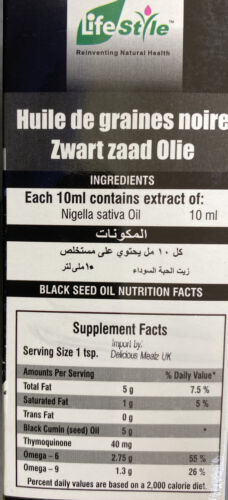 LifeStyle™
Reinventing Natural Health
Huile de graines noire
Zwart zaad Olie
INGREDIENTS
Each 10ml contains extract of:
Nigella sativa Oil 10 ml
المكونات
كل ١٠ مل يحتوي على مستخلص
زيت الحبة السوداء ١٠ملى لتر
BLACK SEED OIL NUTRITION FACTS
Supplement Facts
Serving Size 1 tsp. Import by: Delicious Mealz UK
Amounts Per Serving % Daily Value*
Total Fat 5 g 7.5 %
Saturated Fat 1 g 5 %
Trans Fat 0 g
Black Cumin (seed) Oil 5 g *
Thymoquinone 40 mg
Omega - 6 2.75 g 55 %
Omega - 9 1.3 g 26 %
Percent daily values are based on a 2,000 calorie diet.